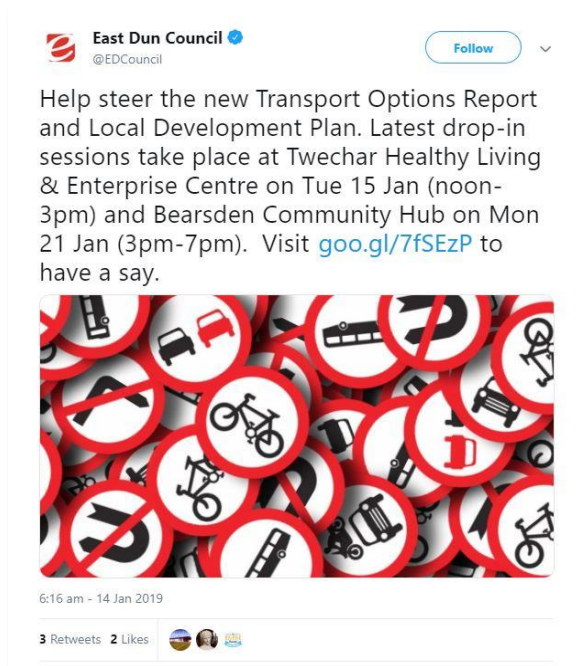 East Dun Council
@EDCouncil
Follow
Help steer the new Transport Options Report
and Local Development Plan. Latest drop-in
sessions take place at Twechar Healthy Living
& Enterprise Centre on Tue 15 Jan (noon-
3pm) and Bearsden Community Hub on Mon
21 Jan (3pm-7pm).  Visit goo.gl/7fSEzP to
have a say.
6:16 am - 14 Jan 2019
3 Retweets 2 Likes